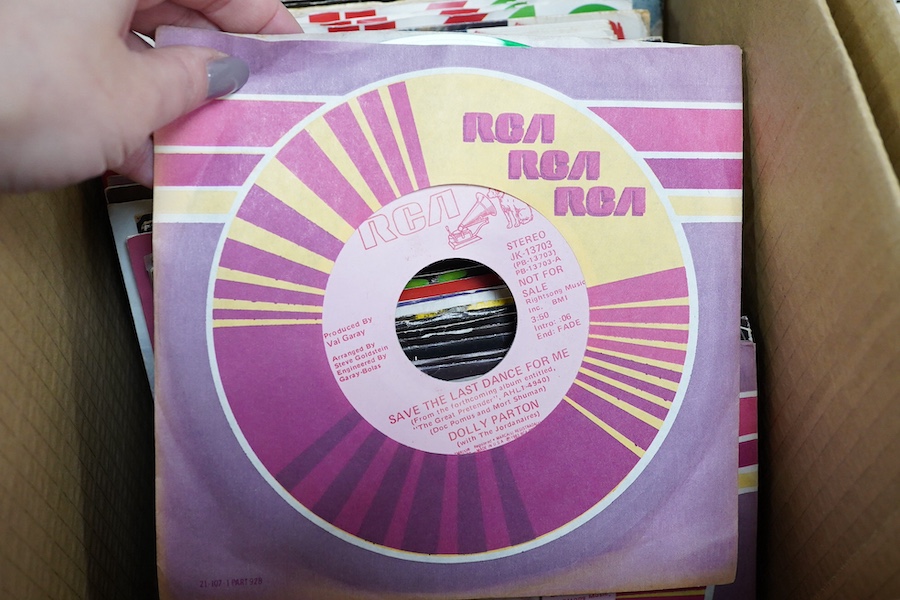 RCA
RCA
RCA
RCA
STEREO
JK-13703
(PB-13703)
PB-13703-A
NOT FOR
SALE
Rightsong Music
Inc. BMI
3:50
Intro: :06
End: FADE
Produced By
Val Garay
Arranged By
Steve Goldstein
Engineered By
Garay-Bolas
SAVE THE LAST DANCE FOR ME
(From the forthcoming album entitled,
"The Great Pretender", AHL1-4940)
(Doc Pomus and Mort Shuman)
DOLLY PARTON
(with The Jordanaires)